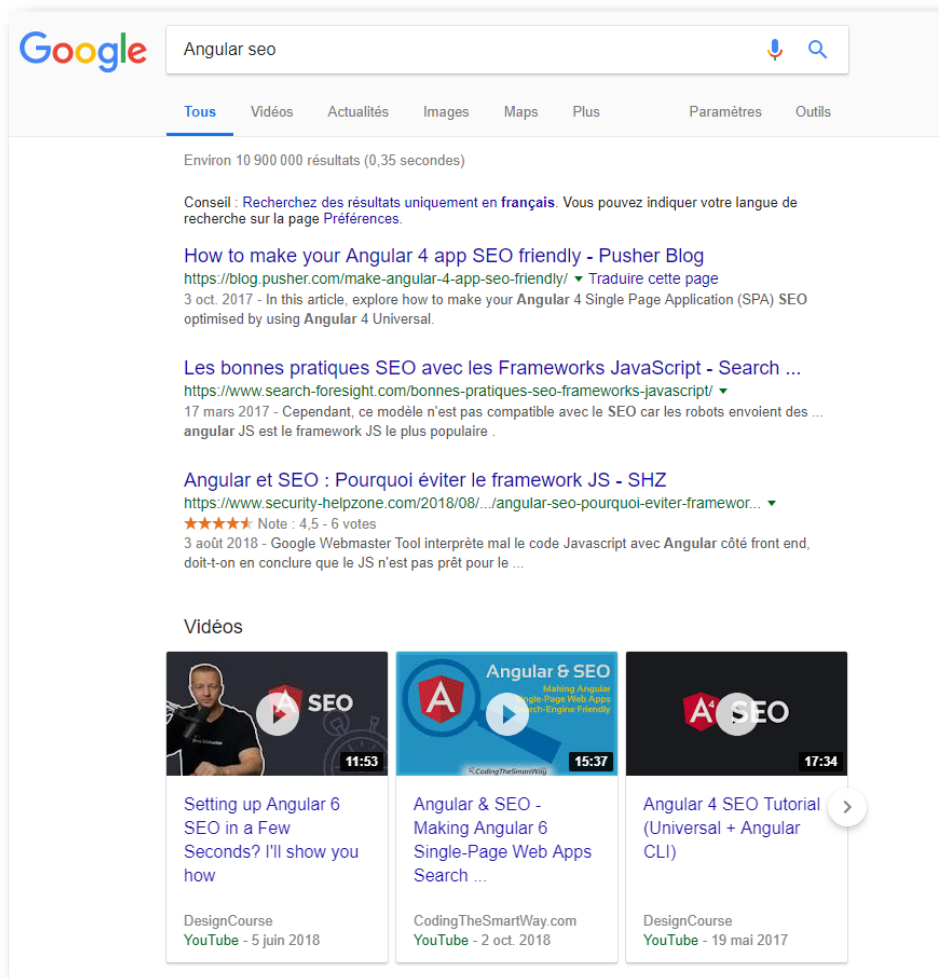 Google
Angular seo
Tous Vidéos Actualités Images Maps Plus Paramètres Outils
Environ 10 900 000 résultats (0,35 secondes)
Conseil : Recherchez des résultats uniquement en français. Vous pouvez indiquer votre langue de
recherche sur la page Préférences.
How to make your Angular 4 app SEO friendly - Pusher Blog
https://blog.pusher.com/make-angular-4-app-seo-friendly/ Traduire cette page
3 oct. 2017 - In this article, explore how to make your Angular 4 Single Page Application (SPA) SEO
optimised by using Angular 4 Universal.
Les bonnes pratiques SEO avec les Frameworks JavaScript - Search ...
https://www.search-foresight.com/bonnes-pratiques-seo-frameworks-javascript/
17 mars 2017 - Cependant, ce modèle n'est pas compatible avec le SEO car les robots envoient des ...
angular JS est le framework JS le plus populaire .
Angular et SEO : Pourquoi éviter le framework JS - SHZ
https://www.security-helpzone.com/2018/08/.../angular-seo-pourquoi-eviter-framewor...
Note : 4,5 - 6 votes
3 août 2018 - Google Webmaster Tool interprète mal le code Javascript avec Angular côté front end,
doit-t-on en conclure que le JS n'est pas prêt pour le ...
Vidéos
A SEO
11:53
Angular & SEO
Making Angular
Single-Page Web Apps
Search-Engine Friendly
A
CodingTheSmartWay
15:37
A4 SEO
17:34
Setting up Angular 6
SEO in a Few
Seconds? I'll show you
how
DesignCourse
YouTube - 5 juin 2018
Angular & SEO -
Making Angular 6
Single-Page Web Apps
Search ...
CodingTheSmartWay.com
YouTube - 2 oct. 2018
Angular 4 SEO Tutorial
(Universal + Angular
CLI)
DesignCourse
YouTube - 19 mai 2017